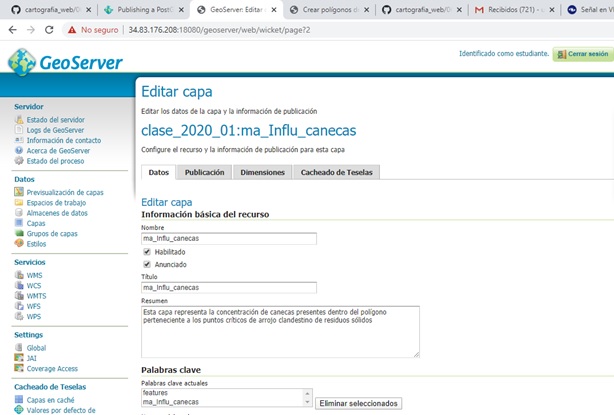 cartografia_web/D
Publishing a PostG
GeoServer: Editar
Crear polígonos d
cartografia_web/D
Recibidos (721) -
Señal en V
No seguro | 34.83.176.208:18080/geoserver/web/wicket/page?2
GeoServer
Identificado como estudiante.
Cerrar sesión
Servidor
Estado del servidor
Logs de GeoServer
Información de contacto
Acerca de GeoServer
Estado del proceso
Datos
Previsualización de capas
Espacios de trabajo
Almacenes de datos
Capas
Grupos de capas
Estilos
Servicios
WMS
WCS
WMTS
WFS
WPS
Settings
Global
JAI
Coverage Access
Cacheado de Teselas
Capas en caché
Valores por defecto de
Editar capa
Editar los datos de la capa y la información de publicación
clase_2020_01:ma_Influ_canecas
Configure el recurso y la información de publicación para esta capa
Datos
Publicación
Dimensiones
Cacheado de Teselas
Editar capa
Información básica del recurso
Nombre
ma_Influ_canecas
Habilitado
Anunciado
Título
ma_Influ_canecas
Resumen
Esta capa representa la concentración de canecas presentes dentro del polígono
perteneciente a los puntos críticos de arrojo clandestino de residuos sólidos
Palabras clave
Palabras clave actuales
features
ma_Influ_canecas
Eliminar seleccionados